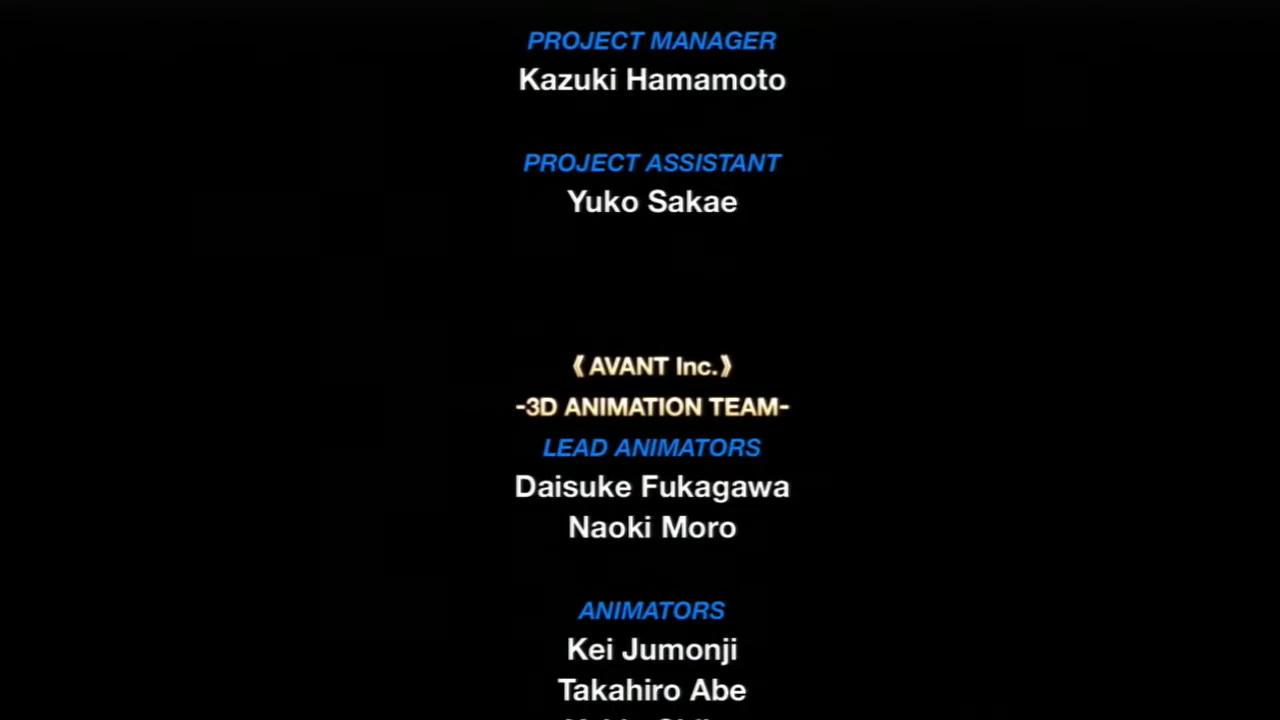 PROJECT MANAGER
Kazuki Hamamoto
PROJECT ASSISTANT
Yuko Sakae
《AVANT Inc.》
-3D ANIMATION TEAM-
LEAD ANIMATORS
Daisuke Fukagawa
Naoki Moro
ANIMATORS
Kei Jumonji
Takahiro Abe